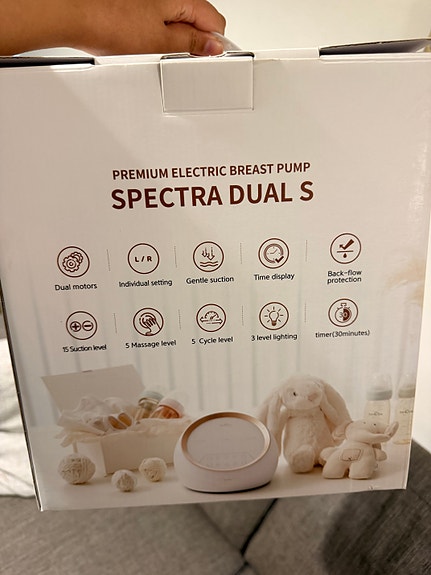 PREMIUM ELECTRIC BREAST PUMP
SPECTRA DUAL S
L / R
Dual motors
Individual setting
Gentle suction
Time display
Back-flow
protection
15 Suction level
5 Massage level
5 Cycle level
3 level lighting
timer(30minutes)